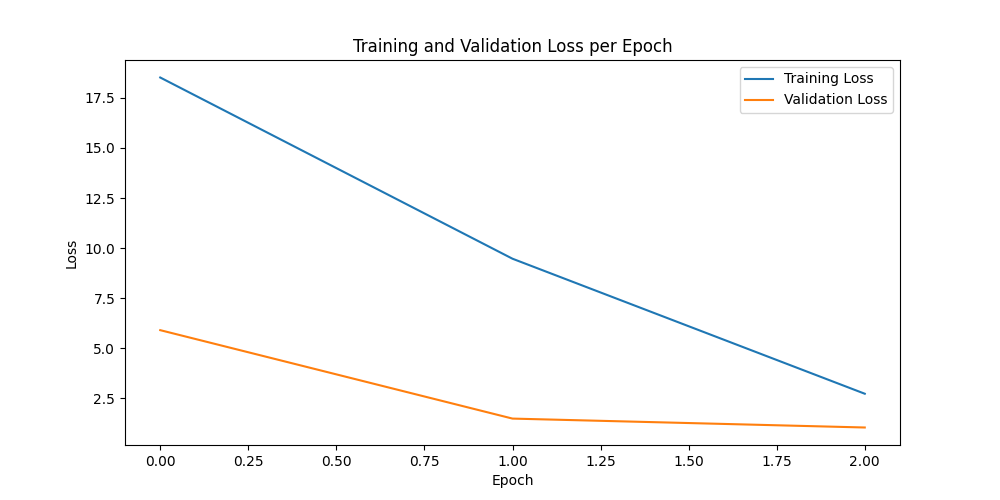 Training and Validation Loss per Epoch
Training Loss
Validation Loss
17.5
15.0
12.5
10.0
7.5
5.0
2.5
Loss
0.00 0.25 0.50 0.75 1.00 1.25 1.50 1.75 2.00
Epoch